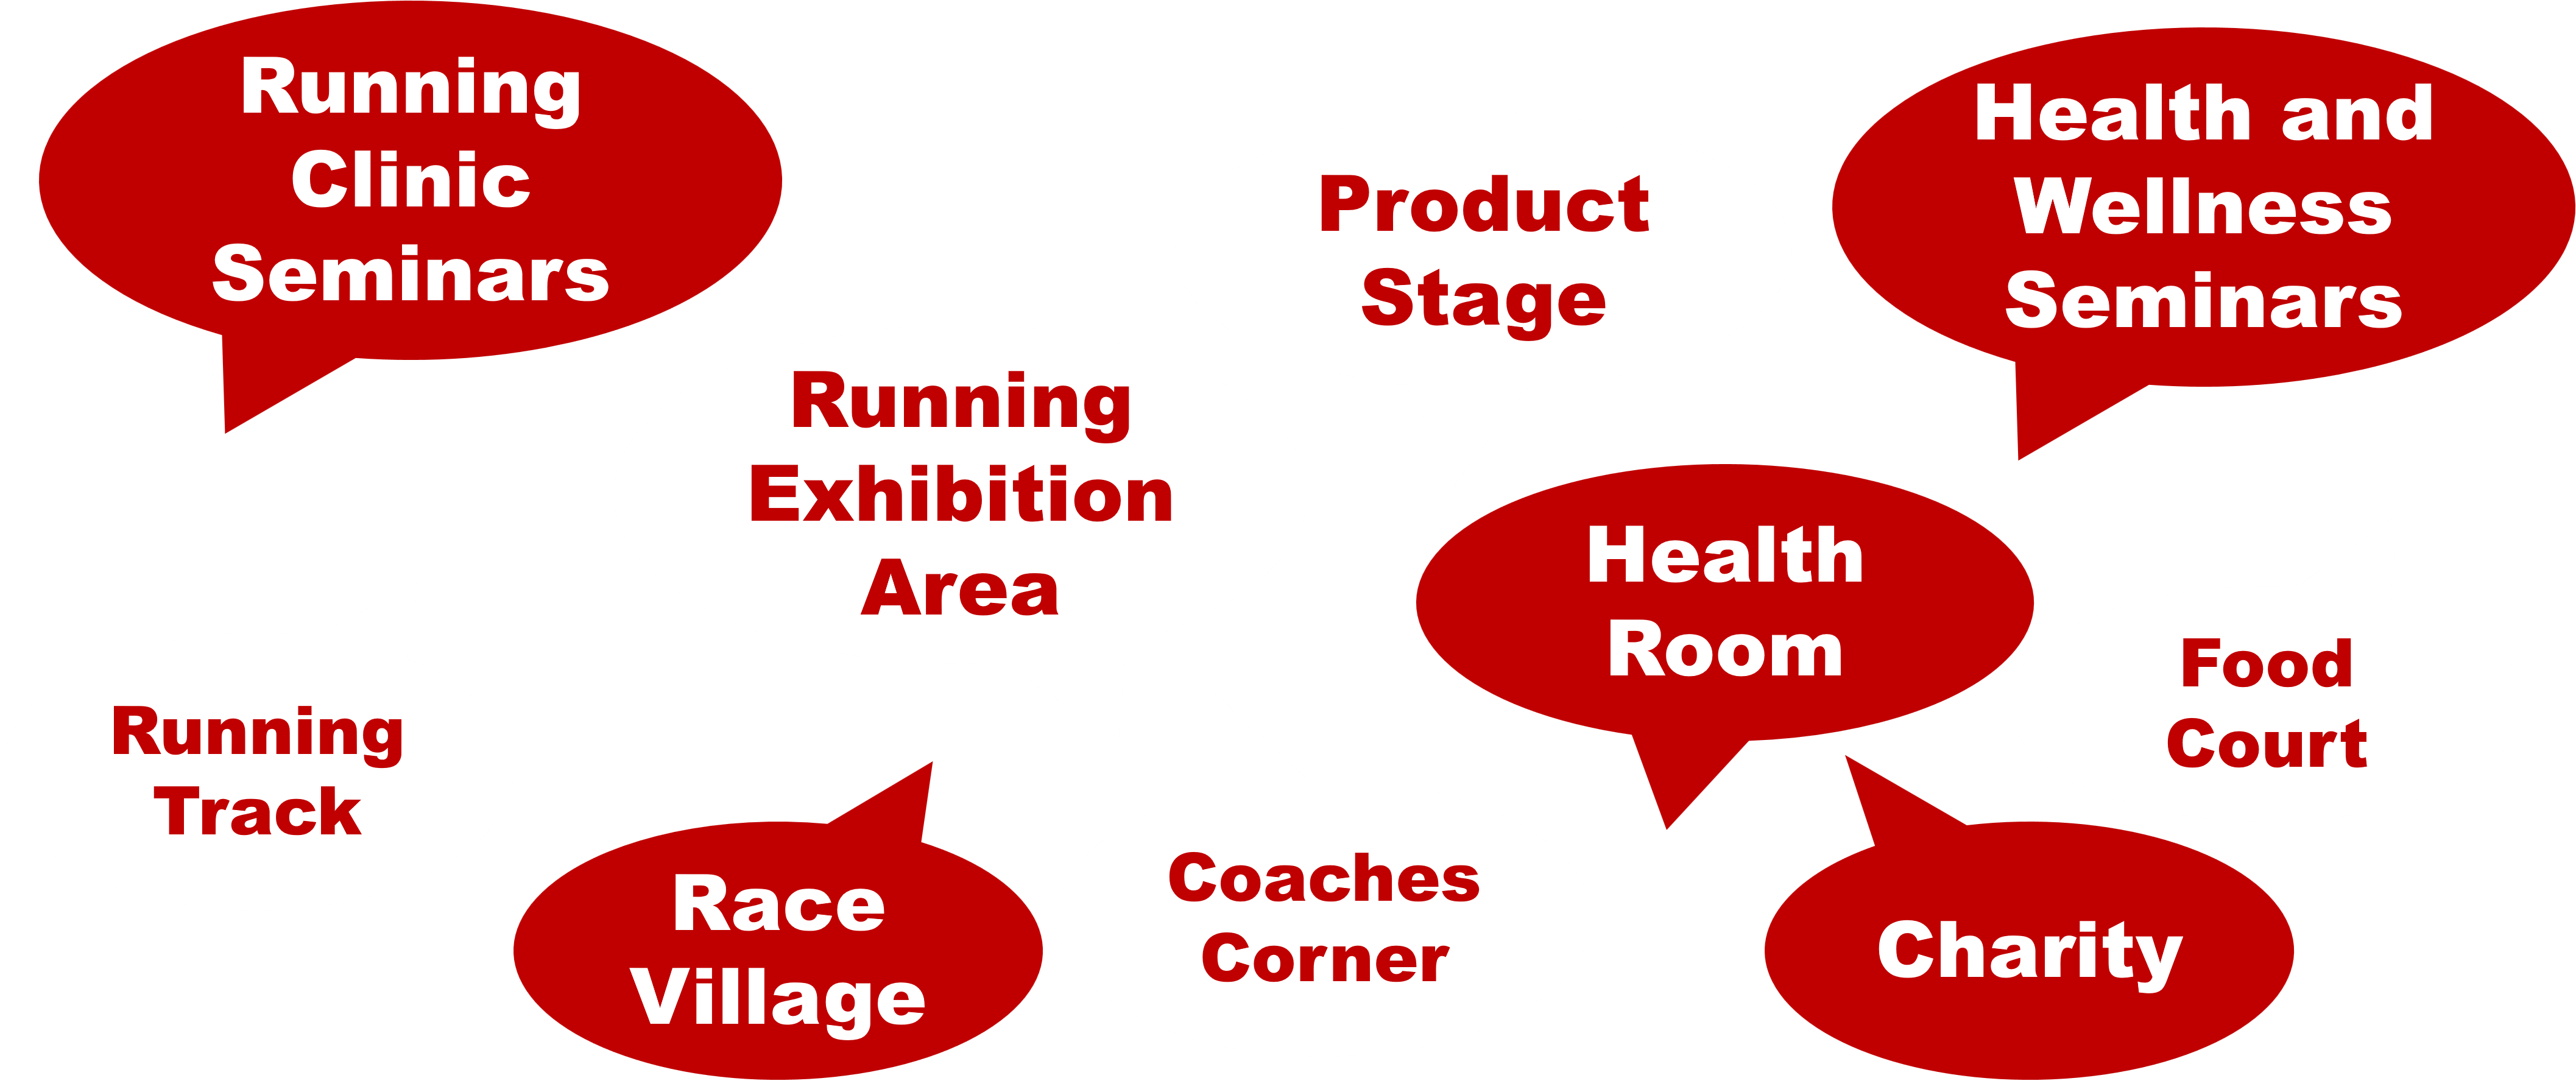 Running
Clinic
Seminars
Product
Stage
Health and
Wellness
Seminars
Running
Exhibition
Area
Health
Room
Food
Court
Running
Track
Race
Village
Coaches
Corner
Charity